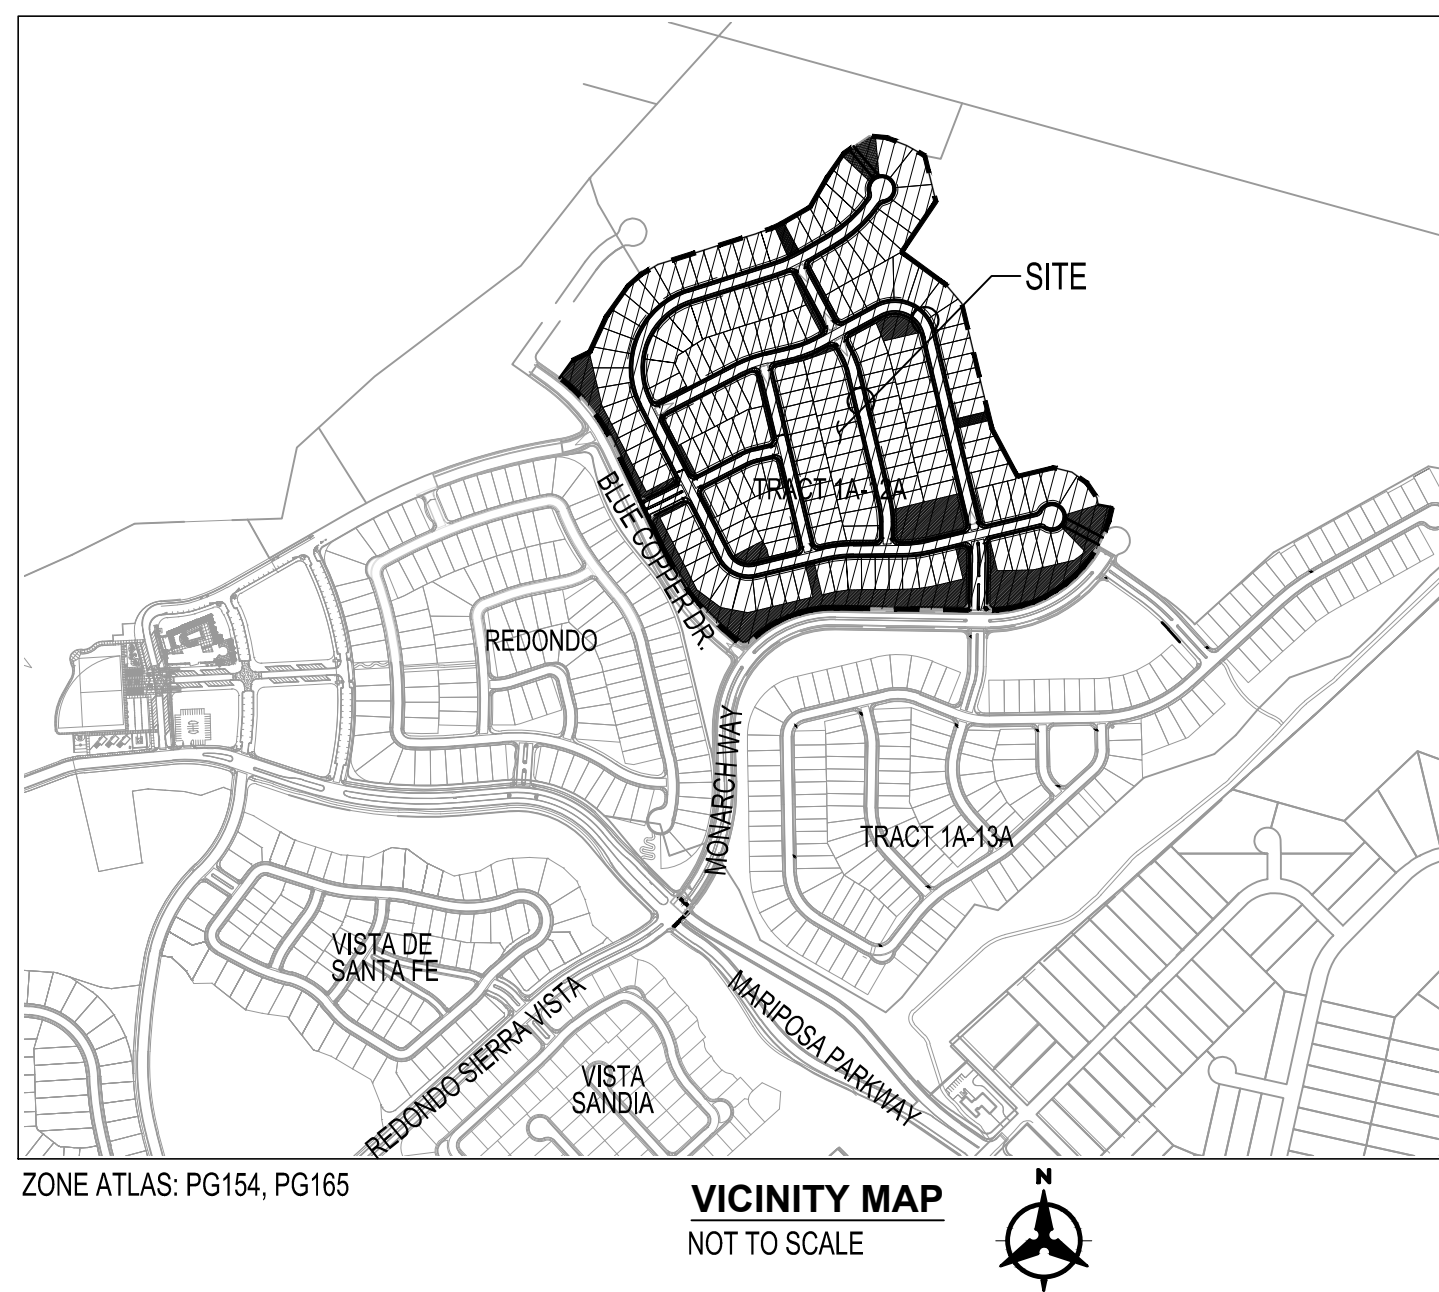 SITE
TRACT 1A-12A
BLUE COPPER DR.
REDONDO
MONARCH WAY
TRACT 1A-13A
VISTA DE
SANTA FE
REDONDO SIERRA VISTA
MARIPOSA PARKWAY
VISTA
SANDIA
ZONE ATLAS: PG154, PG165
VICINITY MAP
NOT TO SCALE
N